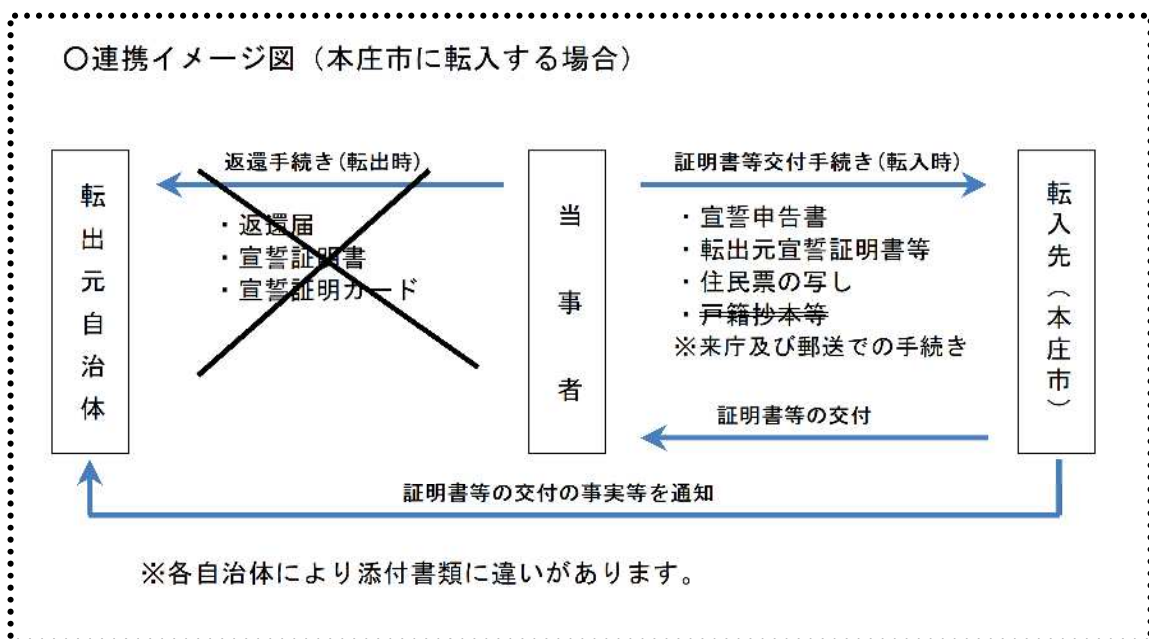 〇連携イメージ図（本庄市に転入する場合）
転出元自治体
返還手続き(転出時)
・返還届
・宣誓証明書
・宣誓証明カード
当事者
証明書等交付手続き(転入時)
・宣誓申告書
・転出元宣誓証明書等
・住民票の写し
・戸籍抄本等
※来庁及び郵送での手続き
証明書等の交付
転入先（本庄市）
証明書等の交付の事実等を通知
※各自治体により添付書類に違いがあります。